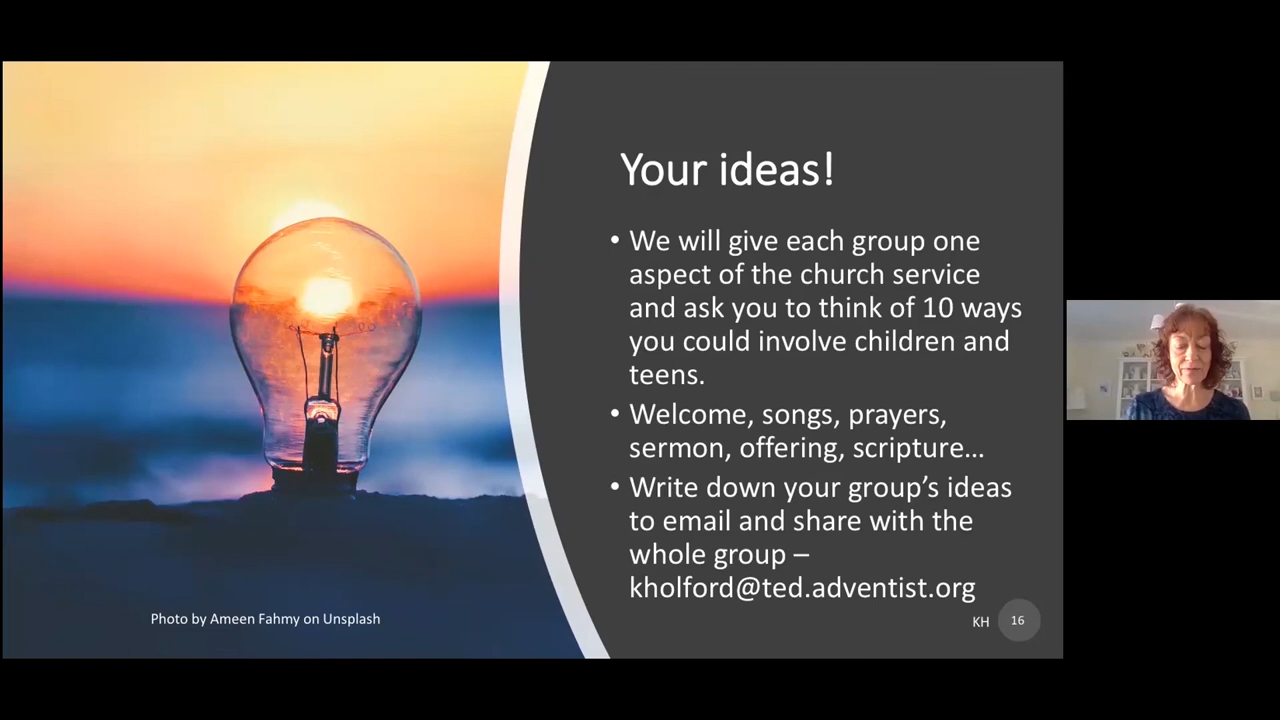 Your ideas!
• We will give each group one
aspect of the church service
and ask you to think of 10 ways
you could involve children and
teens.
• Welcome, songs, prayers,
sermon, offering, scripture…
• Write down your group’s ideas
to email and share with the
whole group –
kholford@ted.adventist.org
Photo by Ameen Fahmy on Unsplash
KH 16